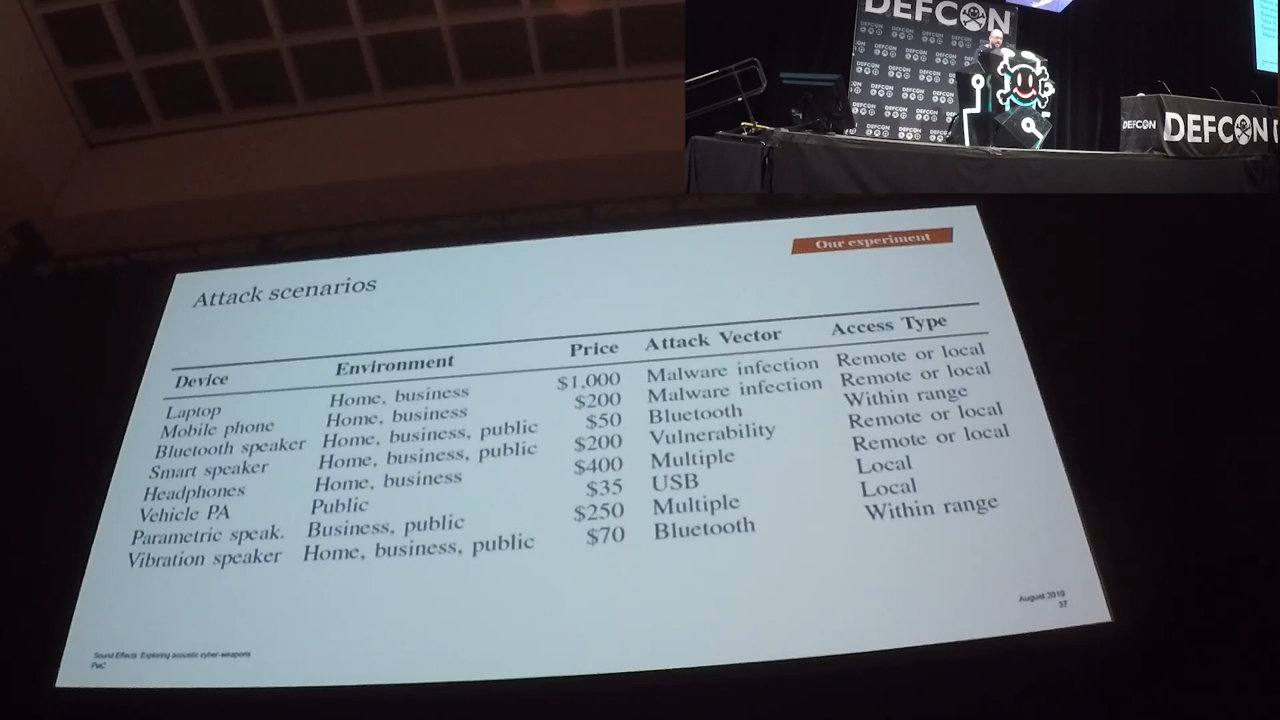 DEFCON
DEFCON
DEFCON
Our experiment
Attack scenarios
Device Environment Price Attack Vector Access Type
Laptop Home, business $1,000 Malware infection Remote or local
Mobile phone Home, business $200 Malware infection Remote or local
Bluetooth speaker Home, business, public $50 Bluetooth Within range
Smart speaker Home, business, public $200 Vulnerability Remote or local
Headphones Home, business $400 Multiple Remote or local
Vehicle PA Public $35 USB Local
Parametric speak. Business, public $250 Multiple Local
Vibration speaker Home, business, public $70 Bluetooth Within range
August 2019
37
Sound Effects: Exploring acoustic cyber-weapons
PwC